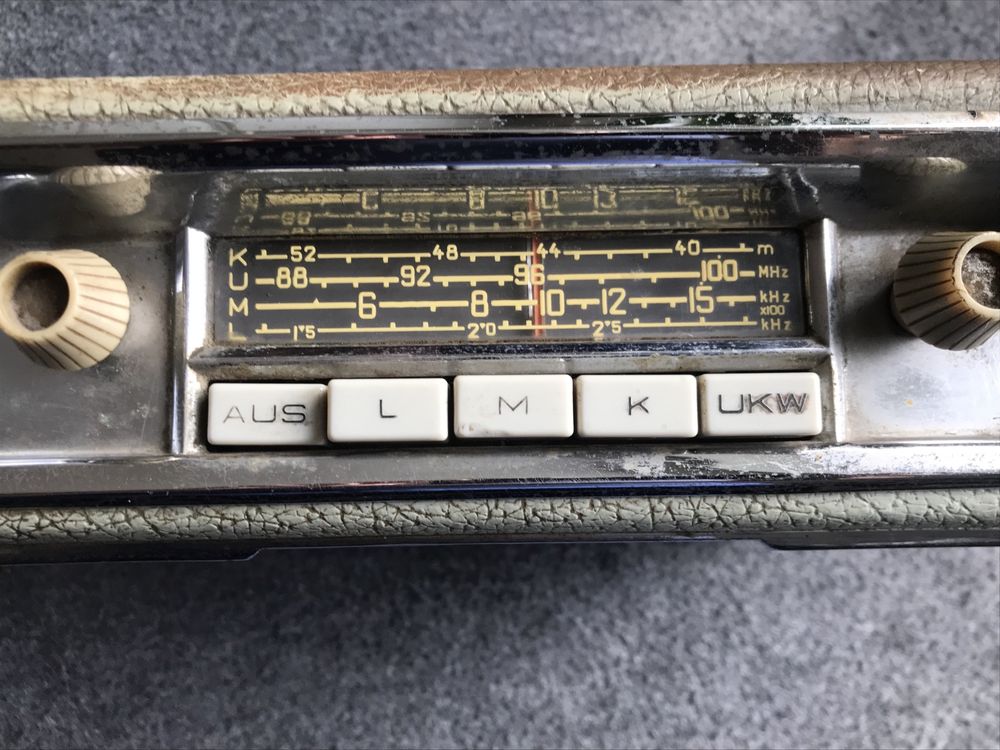 K 52 48 44 40 m
U 88 92 96 100 MHz
M 6 8 10 12 15 kHz x100
L 1.5 2.0 2.5 kHz
AUS L M K UKW